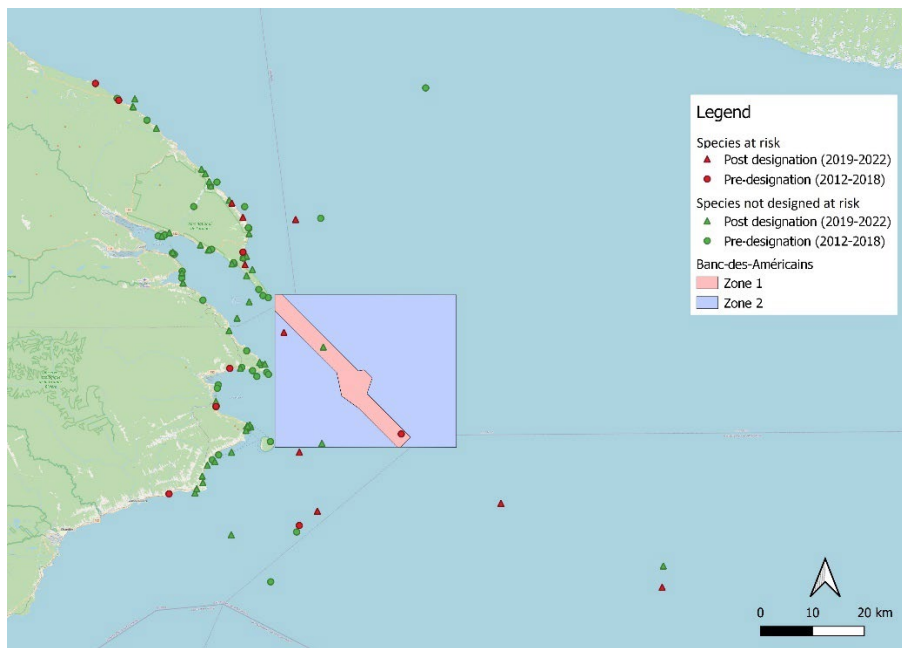 Legend
Species at risk
Post designation (2019-2022)
Pre-designation (2012-2018)
Species not designed at risk
Post designation (2019-2022)
Pre-designation (2012-2018)
Banc-des-Américains
Zone 1
Zone 2
0 10 20 km